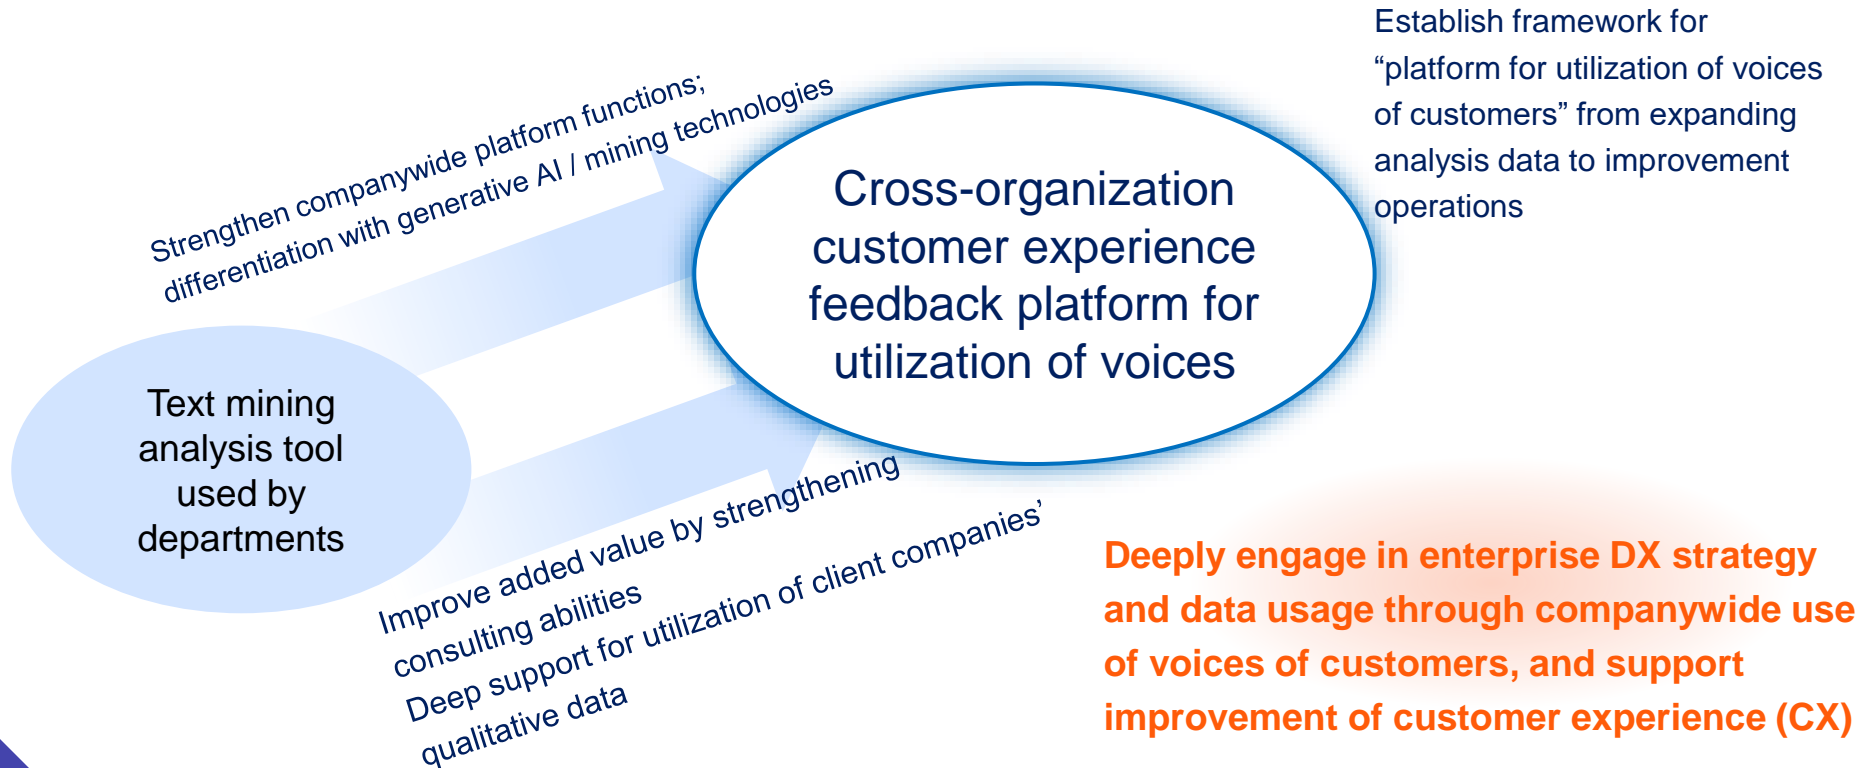 Establish framework for
“platform for utilization of voices
of customers” from expanding
analysis data to improvement
operations
Strengthen companywide platform functions;
differentiation with generative AI / mining technologies
Cross-organization
customer experience
feedback platform for
utilization of voices
Text mining
analysis tool
used by
departments
Improve added value by strengthening
consulting abilities
Deep support for utilization of client companies’
qualitative data
Deeply engage in enterprise DX strategy
and data usage through companywide use
of voices of customers, and support
improvement of customer experience (CX)